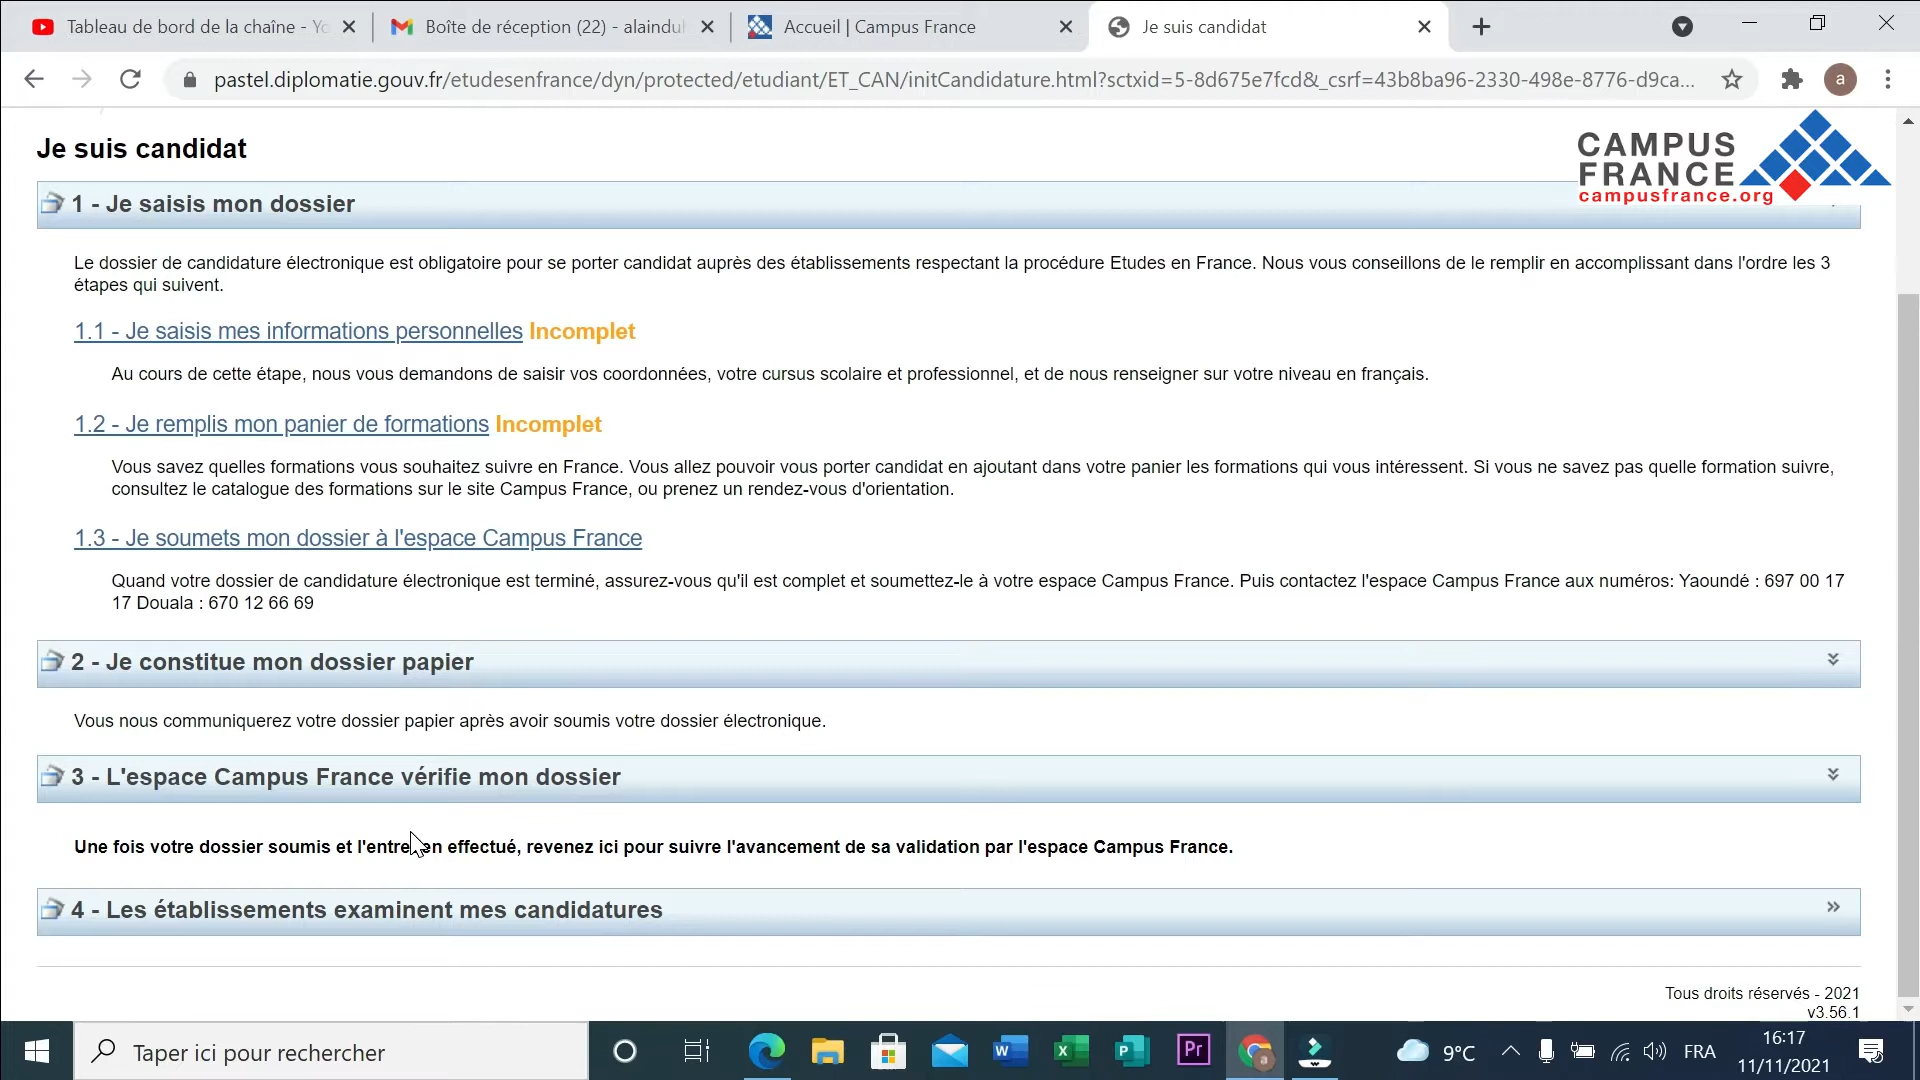 Tableau de bord de la chaîne - Yo
Boîte de réception (22) - alaindul
Accueil | Campus France
Je suis candidat
pastel.diplomatie.gouv.fr/etudesenfrance/dyn/protected/etudiant/ET_CAN/initCandidature.html?sctxid=5-8d675e7fcd&_csrf=43b8ba96-2330-498e-8776-d9ca...
a
Je suis candidat
CAMPUS
FRANCE
campusfrance.org
1 - Je saisis mon dossier
Le dossier de candidature électronique est obligatoire pour se porter candidat auprès des établissements respectant la procédure Etudes en France. Nous vous conseillons de le remplir en accomplissant dans l'ordre les 3
étapes qui suivent.
1.1 - Je saisis mes informations personnelles Incomplet
Au cours de cette étape, nous vous demandons de saisir vos coordonnées, votre cursus scolaire et professionnel, et de nous renseigner sur votre niveau en français.
1.2 - Je remplis mon panier de formations Incomplet
Vous savez quelles formations vous souhaitez suivre en France. Vous allez pouvoir vous porter candidat en ajoutant dans votre panier les formations qui vous intéressent. Si vous ne savez pas quelle formation suivre,
consultez le catalogue des formations sur le site Campus France, ou prenez un rendez-vous d'orientation.
1.3 - Je soumets mon dossier à l'espace Campus France
Quand votre dossier de candidature électronique est terminé, assurez-vous qu'il est complet et soumettez-le à votre espace Campus France. Puis contactez l'espace Campus France aux numéros: Yaoundé : 697 00 17
17 Douala : 670 12 66 69
2 - Je constitue mon dossier papier
Vous nous communiquerez votre dossier papier après avoir soumis votre dossier électronique.
3 - L'espace Campus France vérifie mon dossier
Une fois votre dossier soumis et l'entretien effectué, revenez ici pour suivre l'avancement de sa validation par l'espace Campus France.
4 - Les établissements examinent mes candidatures
Tous droits réservés - 2021
v3.56.1
Taper ici pour rechercher
W
X
P
Pr
a
9°C
FRA
16:17
11/11/2021